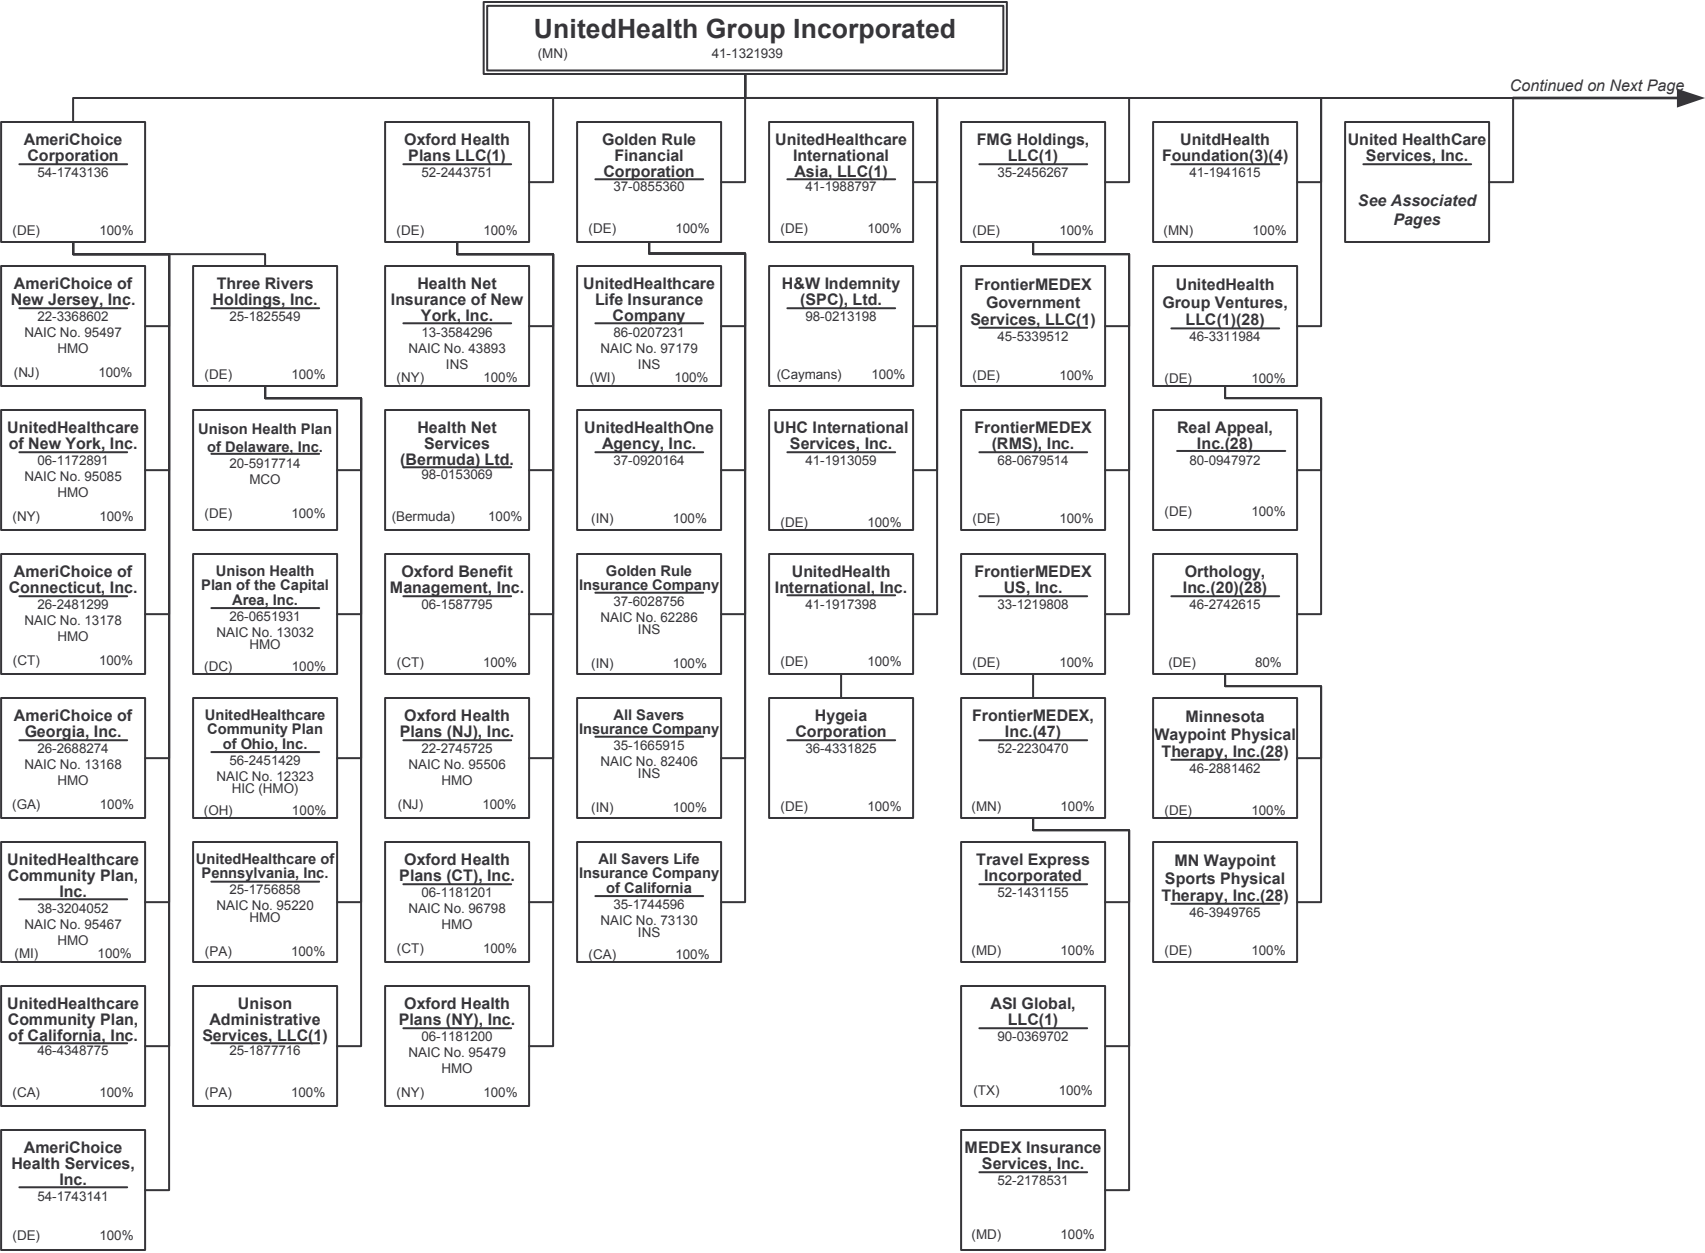 UnitedHealth Group Incorporated
(MN) 41-1321939
Continued on Next Page
AmeriChoice
Corporation
54-1743136
(DE) 100%
Oxford Health
Plans LLC(1)
52-2443751
(DE) 100%
Golden Rule
Financial
Corporation
37-0855360
(DE) 100%
UnitedHealthcare
International
Asia, LLC(1)
41-1988797
(DE) 100%
FMG Holdings,
LLC(1)
35-2456267
(DE) 100%
UnitdHealth
Foundation(3)(4)
41-1941615
(MN) 100%
United HealthCare
Services, Inc.
See Associated
Pages
AmeriChoice of
New Jersey, Inc.
22-3368602
NAIC No. 95497
HMO
(NJ) 100%
Three Rivers
Holdings, Inc.
25-1825549
(DE) 100%
Health Net
Insurance of New
York, Inc.
13-3584296
NAIC No. 43893
INS
(NY) 100%
UnitedHealthcare
Life Insurance
Company
86-0207231
NAIC No. 97179
INS
(WI) 100%
H&W Indemnity
(SPC), Ltd.
98-0213198
(Caymans) 100%
FrontierMEDEX
Government
Services, LLC(1)
45-5339512
(DE) 100%
UnitedHealth
Group Ventures,
LLC(1)(28)
46-3311984
(DE) 100%
UnitedHealthcare
of New York, Inc.
06-1172891
NAIC No. 95085
HMO
(NY) 100%
Unison Health Plan
of Delaware, Inc.
20-5917714
MCO
(DE) 100%
Health Net
Services
(Bermuda) Ltd.
98-0153069
(Bermuda) 100%
UnitedHealthOne
Agency, Inc.
37-0920164
(IN) 100%
UHC International
Services, Inc.
41-1913059
(DE) 100%
FrontierMEDEX
(RMS), Inc.
68-0679514
(DE) 100%
Real Appeal,
Inc.(28)
80-0947972
(DE) 100%
AmeriChoice of
Connecticut, Inc.
26-2481299
NAIC No. 13178
HMO
(CT) 100%
Unison Health
Plan of the Capital
Area, Inc.
26-0651931
NAIC No. 13032
HMO
(DC) 100%
Oxford Benefit
Management, Inc.
06-1587795
(CT) 100%
Golden Rule
Insurance Company
37-6028756
NAIC No. 62286
INS
(IN) 100%
UnitedHealth
International, Inc.
41-1917398
(DE) 100%
FrontierMEDEX
US, Inc.
33-1219808
(DE) 100%
Orthology,
Inc.(20)(28)
46-2742615
(DE) 80%
AmeriChoice of
Georgia, Inc.
26-2688274
NAIC No. 13168
HMO
(GA) 100%
UnitedHealthcare
Community Plan
of Ohio, Inc.
56-2451429
NAIC No. 12323
HIC (HMO)
(OH) 100%
Oxford Health
Plans (NJ), Inc.
22-2745725
NAIC No. 95506
HMO
(NJ) 100%
All Savers
Insurance Company
35-1665915
NAIC No. 82406
INS
(IN) 100%
Hygeia
Corporation
36-4331825
(DE) 100%
FrontierMEDEX,
Inc.(47)
52-2230470
(MN) 100%
Minnesota
Waypoint Physical
Therapy, Inc.(28)
46-2881462
(DE) 100%
UnitedHealthcare
Community Plan,
Inc.
38-3204052
NAIC No. 95467
HMO
(MI) 100%
UnitedHealthcare of
Pennsylvania, Inc.
25-1756858
NAIC No. 95220
HMO
(PA) 100%
Oxford Health
Plans (CT), Inc.
06-1181201
NAIC No. 96798
HMO
(CT) 100%
All Savers Life
Insurance Company
of California
35-1744596
NAIC No. 73130
INS
(CA) 100%
Travel Express
Incorporated
52-1431155
(MD) 100%
MN Waypoint
Sports Physical
Therapy, Inc.(28)
46-3949765
(DE) 100%
UnitedHealthcare
Community Plan,
of California, Inc.
46-4348775
(CA) 100%
Unison
Administrative
Services, LLC(1)
25-1877716
(PA) 100%
Oxford Health
Plans (NY), Inc.
06-1181200
NAIC No. 95479
HMO
(NY) 100%
ASI Global,
LLC(1)
90-0369702
(TX) 100%
AmeriChoice
Health Services,
Inc.
54-1743141
(DE) 100%
MEDEX Insurance
Services, Inc.
52-2178531
(MD) 100%